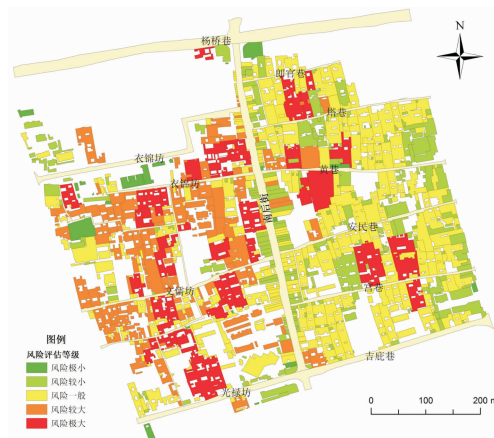 杨桥巷
N
郎官巷
塔巷
衣锦坊
衣锦坊
黄巷
南后街
安民巷
文儒坊
宫巷
吉庇巷
光禄坊
图例
风险评估等级
风险极小
风险较小
风险一般
风险较大
风险极大
0 100 200 m